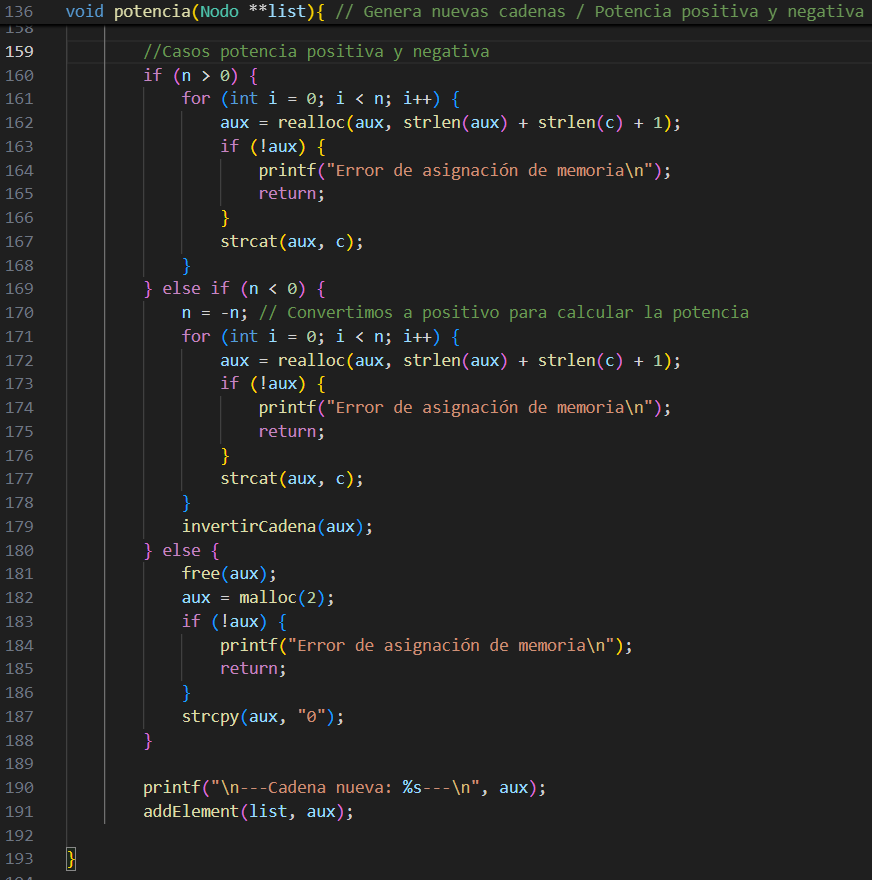 136 void potencia(Nodo **list){ // Genera nuevas cadenas / Potencia positiva y negativa
158
159 //Casos potencia positiva y negativa
160 if (n > 0) {
161 for (int i = 0; i < n; i++) {
162 aux = realloc(aux, strlen(aux) + strlen(c) + 1);
163 if (!aux) {
164 printf("Error de asignación de memoria\n");
165 return;
166 }
167 strcat(aux, c);
168 }
169 } else if (n < 0) {
170 n = -n; // Convertimos a positivo para calcular la potencia
171 for (int i = 0; i < n; i++) {
172 aux = realloc(aux, strlen(aux) + strlen(c) + 1);
173 if (!aux) {
174 printf("Error de asignación de memoria\n");
175 return;
176 }
177 strcat(aux, c);
178 }
179 invertirCadena(aux);
180 } else {
181 free(aux);
182 aux = malloc(2);
183 if (!aux) {
184 printf("Error de asignación de memoria\n");
185 return;
186 }
187 strcpy(aux, "0");
188 }
189
190 printf("\n---Cadena nueva: %s---\n", aux);
191 addElement(list, aux);
192
193 }